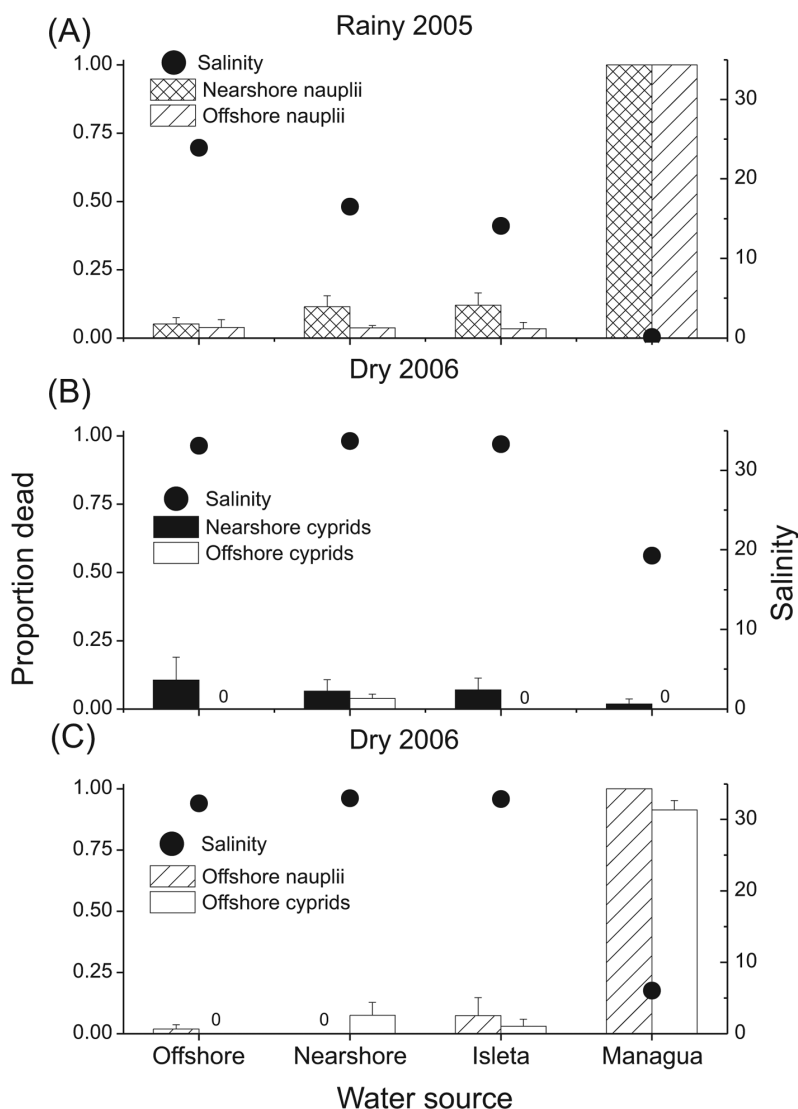 (A)
Rainy 2005
Salinity
Nearshore nauplii
Offshore nauplii
1.00
0.75
0.50
0.25
0.00
30
20
10
0
(B)
Dry 2006
Salinity
Nearshore cyprids
Offshore cyprids
1.00
0.75
0.50
0.25
0.00
0
0
0
30
20
10
0
Proportion dead
Salinity
(C)
Dry 2006
Salinity
Offshore nauplii
Offshore cyprids
1.00
0.75
0.50
0.25
0.00
0
0
30
20
10
0
Offshore Nearshore Isleta Managua
Water source